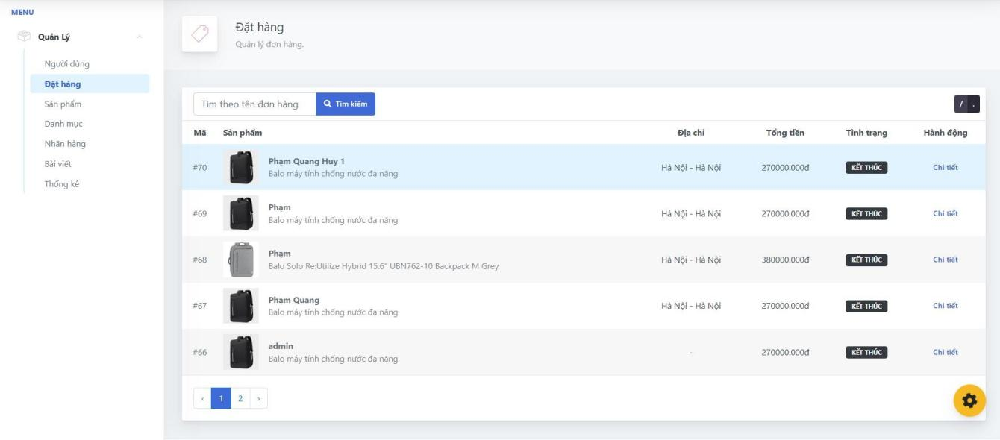 MENU
Quản Lý
Người dùng
Đặt hàng
Sản phẩm
Danh mục
Nhãn hàng
Bài viết
Thống kê
Đặt hàng
Quản lý đơn hàng.
Tìm theo tên đơn hàng Tìm kiếm / .
Mã Sản phẩm Địa chỉ Tổng tiền Tình trạng Hành động
#70 Phạm Quang Huy 1 Hà Nội - Hà Nội 270000.000đ KẾT THÚC Chi tiết
Balo máy tính chống nước đa năng
#69 Phạm Hà Nội - Hà Nội 270000.000đ KẾT THÚC Chi tiết
Balo máy tính chống nước đa năng
#68 Phạm Hà Nội - Hà Nội 380000.000đ KẾT THÚC Chi tiết
Balo Solo Re:Utilize Hybrid 15.6" UBN762-10 Backpack M Grey
#67 Phạm Quang Hà Nội - Hà Nội 270000.000đ KẾT THÚC Chi tiết
Balo máy tính chống nước đa năng
#66 admin - 270000.000đ KẾT THÚC Chi tiết
Balo máy tính chống nước đa năng
‹ 1 2 ›